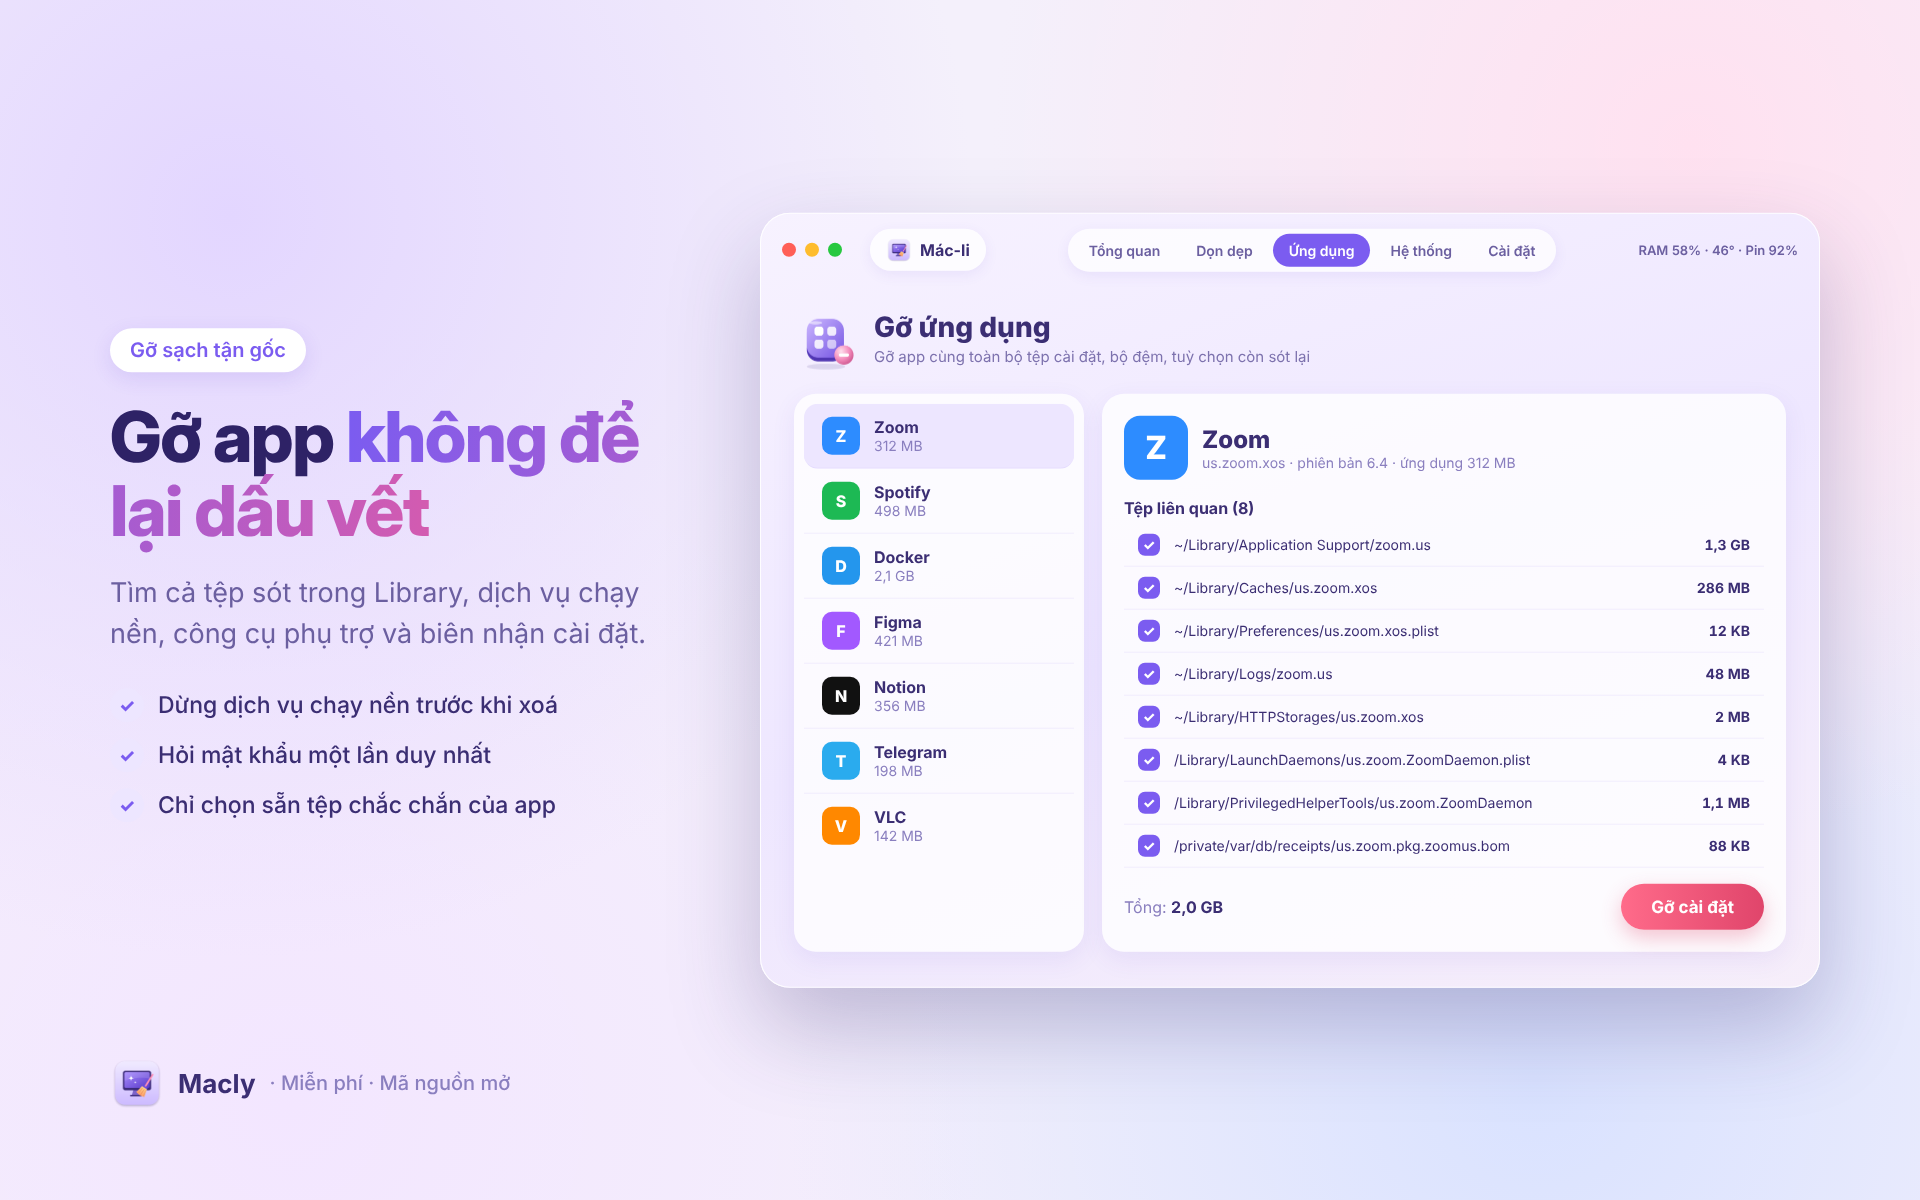 Gỡ sạch tận gốc
Gỡ app không để
lại dấu vết
Tìm cả tệp sót trong Library, dịch vụ chạy
nền, công cụ phụ trợ và biên nhận cài đặt.
Dừng dịch vụ chạy nền trước khi xoá
Hỏi mật khẩu một lần duy nhất
Chỉ chọn sẵn tệp chắc chắn của app
Macly · Miễn phí · Mã nguồn mở
Mác-li
Tổng quan Dọn dẹp Ứng dụng Hệ thống Cài đặt
RAM 58% · 46° · Pin 92%
Gỡ ứng dụng
Gỡ app cùng toàn bộ tệp cài đặt, bộ đệm, tuỳ chọn còn sót lại
Z Zoom
312 MB
S Spotify
498 MB
D Docker
2,1 GB
F Figma
421 MB
N Notion
356 MB
T Telegram
198 MB
V VLC
142 MB
Z Zoom
us.zoom.xos · phiên bản 6.4 · ứng dụng 312 MB
Tệp liên quan (8)
~/Library/Application Support/zoom.us 1,3 GB
~/Library/Caches/us.zoom.xos 286 MB
~/Library/Preferences/us.zoom.xos.plist 12 KB
~/Library/Logs/zoom.us 48 MB
~/Library/HTTPStorages/us.zoom.xos 2 MB
/Library/LaunchDaemons/us.zoom.ZoomDaemon.plist 4 KB
/Library/PrivilegedHelperTools/us.zoom.ZoomDaemon 1,1 MB
/private/var/db/receipts/us.zoom.pkg.zoomus.bom 88 KB
Tổng: 2,0 GB
Gỡ cài đặt